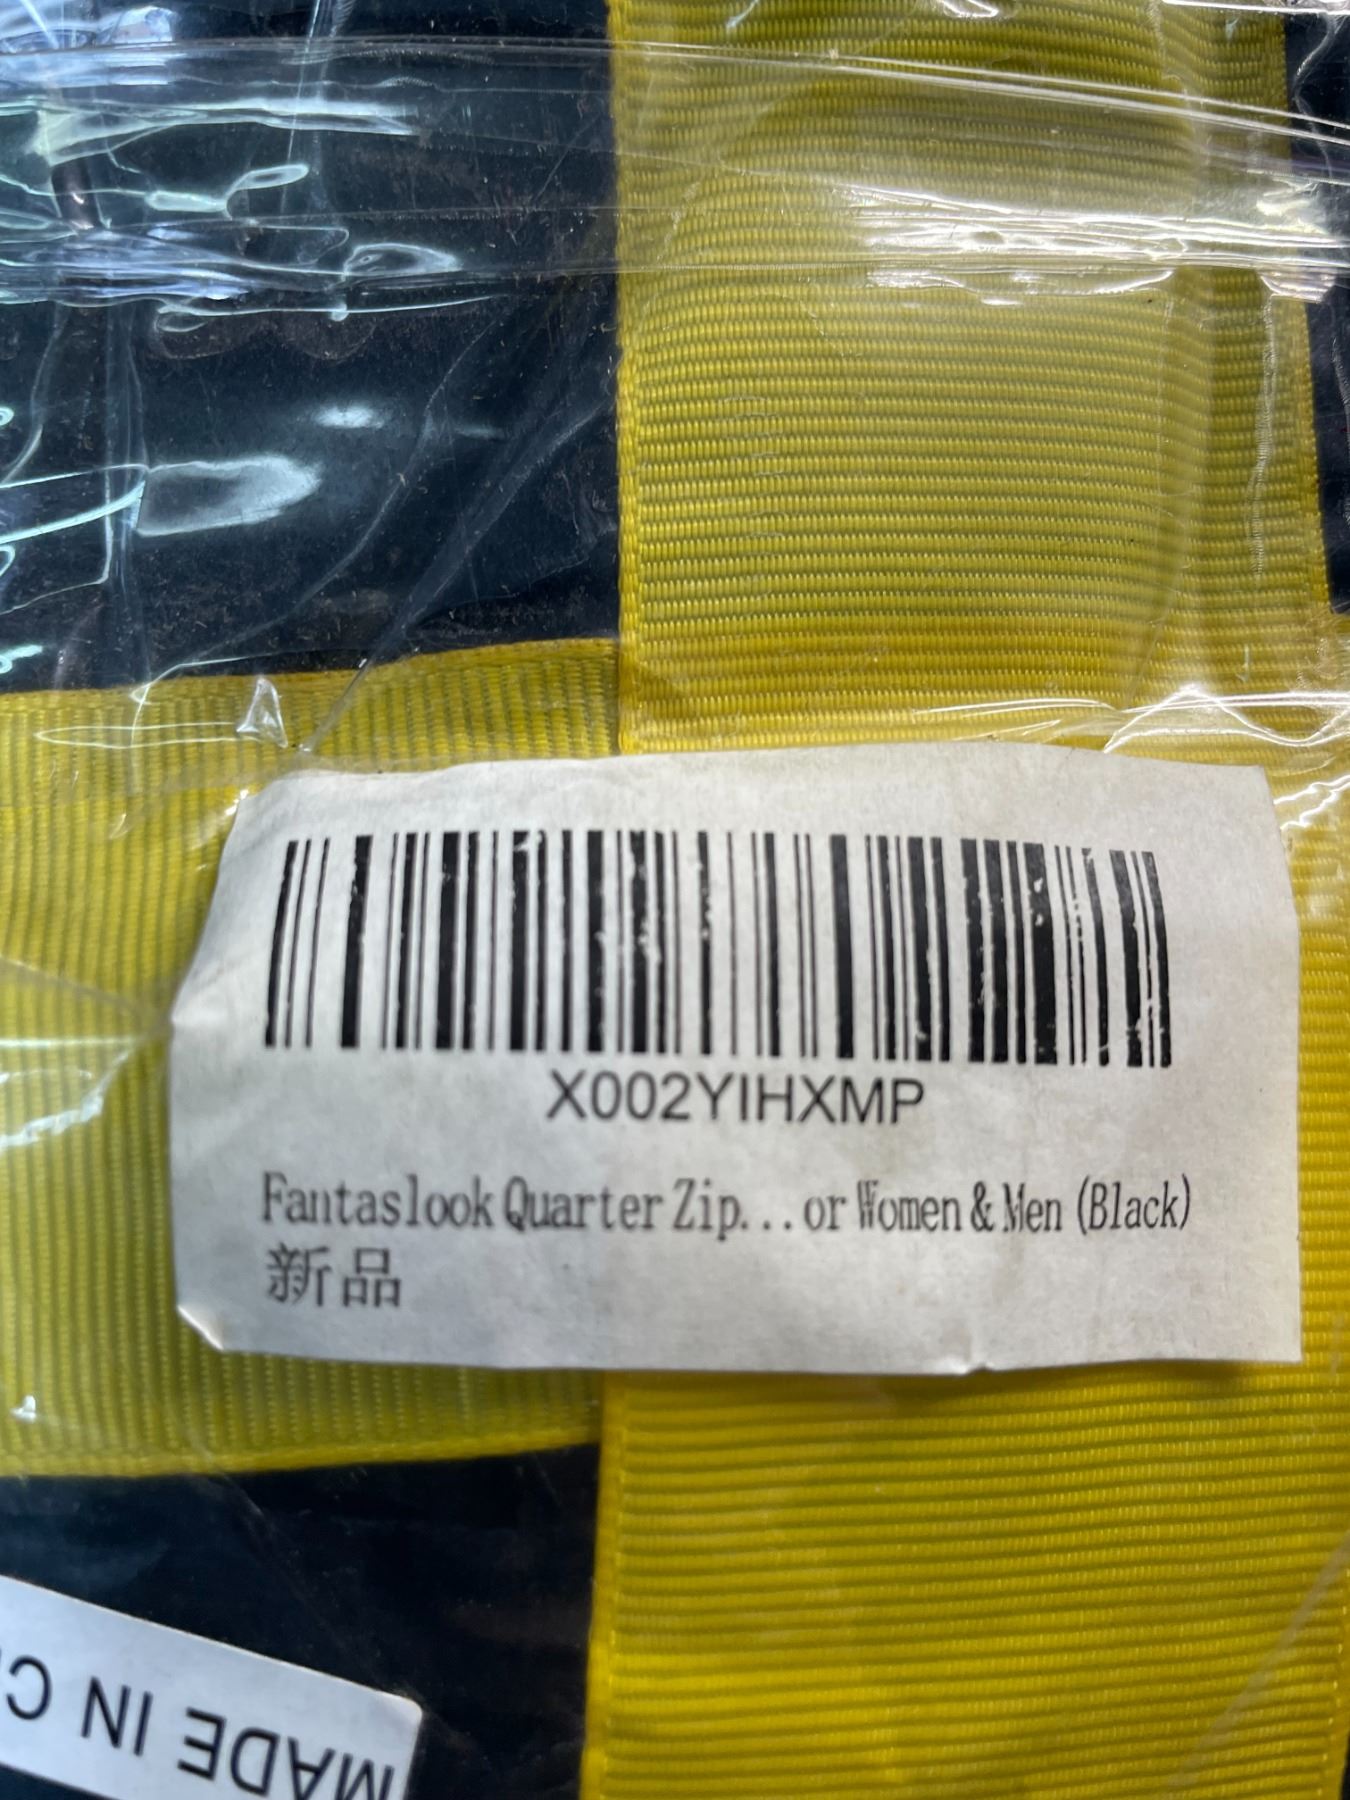 X002YIHXMP
Fantaslook Quarter Zip...or Women & Men (Black)
新品
MADE IN C